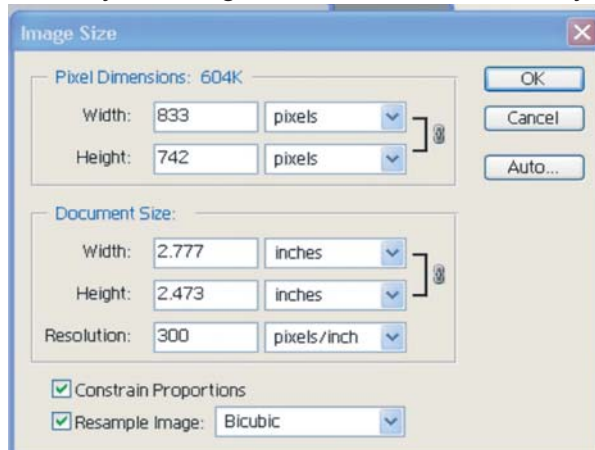 Image Size
Pixel Dimensions: 604K
OK
Width: 833 pixels
Cancel
Height: 742 pixels
Auto...
Document Size:
Width: 2.777 inches
Height: 2.473 inches
Resolution: 300 pixels/inch
Constrain Proportions
Resample Image: Bicubic